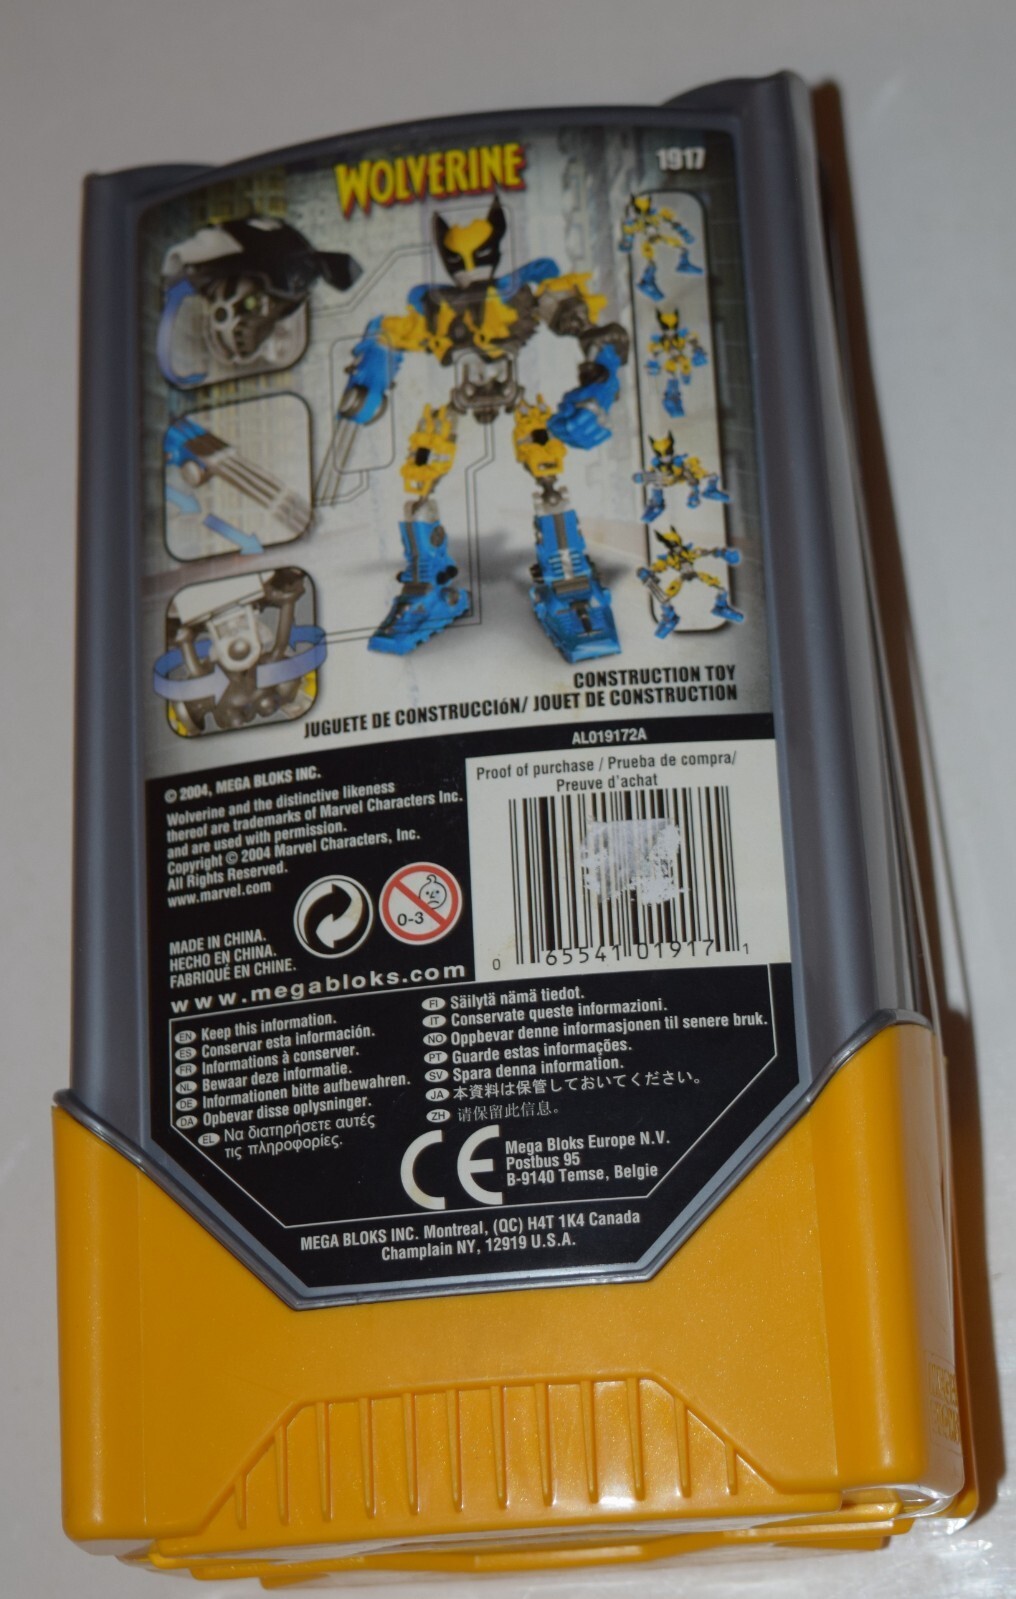 WOLVERINE
1917
CONSTRUCTION TOY
JUGUETE DE CONSTRUCCIóN/ JOUET DE CONSTRUCTION
AL019172A
© 2004, MEGA BLOKS INC.
Wolverine and the distinctive likeness
thereof are trademarks of Marvel Characters Inc.
and are used with permission.
Copyright © 2004 Marvel Characters, Inc.
All Rights Reserved.
www.marvel.com
0-3
MADE IN CHINA.
HECHO EN CHINA.
FABRIQUÉ EN CHINE.
www.megabloks.com
Proof of purchase / Prueba de compra/
Preuve d'achat
0 65541 01917 1
EN Keep this information.
ES Conservar esta información.
FR Informations à conserver.
NL Bewaar deze informatie.
DE Informationen bitte aufbewahren.
DA Opbevar disse oplysninger.
EL Να διατηρήσετε αυτές
τις πληροφορίες.
FI Säilytä nämä tiedot.
IT Conservate queste informazioni.
NO Oppbevar denne informasjonen til senere bruk.
PT Guarde estas informações.
SV Spara denna information.
JA 本資料は保管しておいてください。
ZH 请保留此信息。
CE
Mega Bloks Europe N.V.
Postbus 95
B-9140 Temse, Belgie
MEGA BLOKS INC. Montreal, (QC) H4T 1K4 Canada
Champlain NY, 12919 U.S.A.